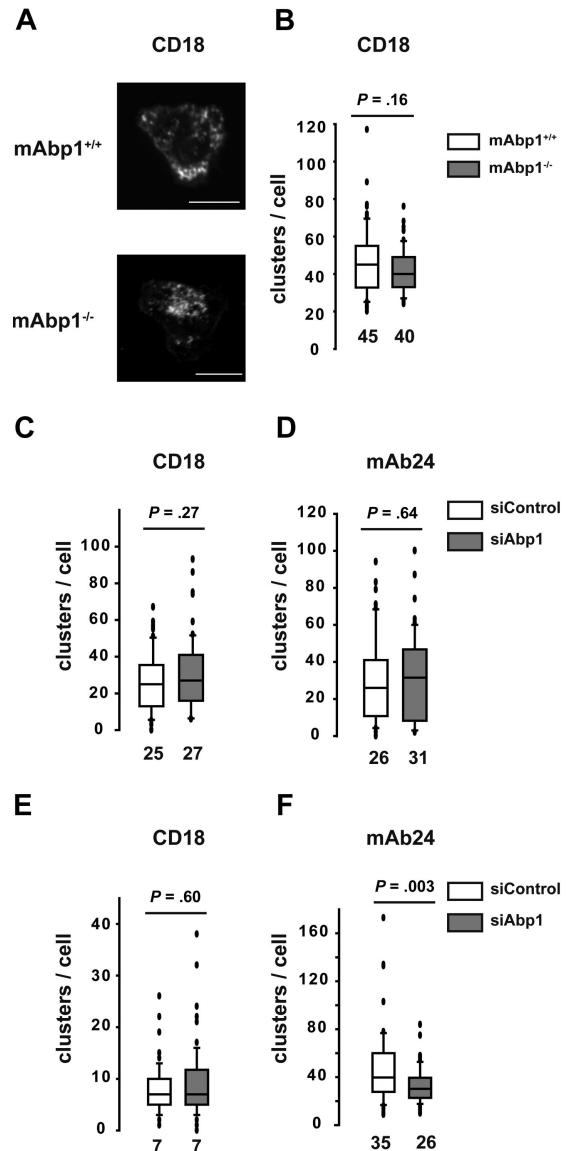 A
CD18
mAbp1+/+
mAbp1-/-
B
CD18
P = .16
120
100
80
60
40
20
0
clusters / cell
45 40
mAbp1+/+
mAbp1-/-
C
CD18
P = .27
100
80
60
40
20
0
clusters / cell
25 27
D
mAb24
P = .64
120
100
80
60
40
20
0
clusters / cell
26 31
siControl
siAbp1
E
CD18
P = .60
40
30
20
10
0
clusters / cell
7 7
F
mAb24
P = .003
160
120
80
40
0
clusters / cell
35 26
siControl
siAbp1